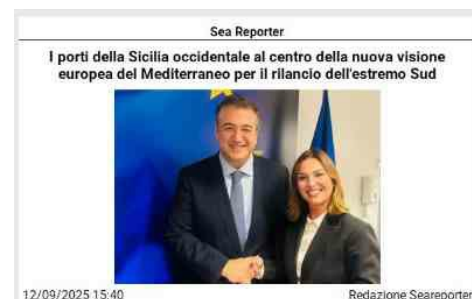 Sea Reporter
I porti della Sicilia occidentale al centro della nuova visione
europea del Mediterraneo per il rilancio dell'estremo Sud
12/09/2025 15:40
Redazione Seareporter